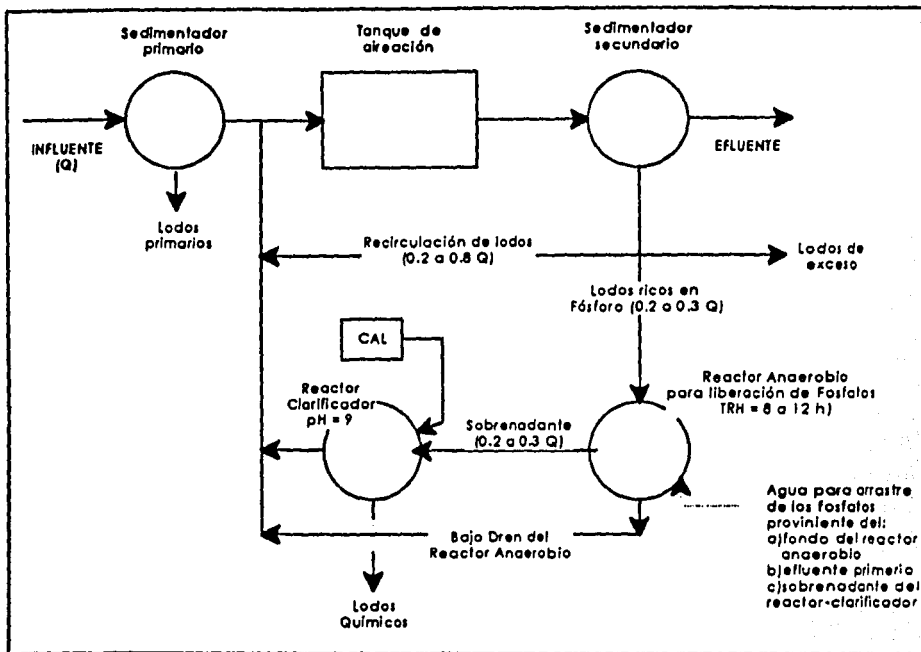 Sedimentador
primario
Tanque de
aireación
Sedimentador
secundario
INFLUENTE
(Q)
EFLUENTE
Lodos
primarios
Recirculación de lodos
(0.2 a 0.8 Q)
Lodos de
exceso
Lodos ricos en
Fósforo (0.2 a 0.3 Q)
CAL
Reactor
Clarificador
pH = 9
Reactor Anaerobio
para liberación de Fosfatos
TRH = 8 a 12 h)
Sobrenadante
(0.2 a 0.3 Q)
Agua para arrastre
de los fosfatos
proviniente del:
a)fondo del reactor
anaerobio
b)efluente primerio
c)sobrenadante del
reactor-clarificador
Bajo Dren del
Reactor Anaerobio
Lodos
Químicos